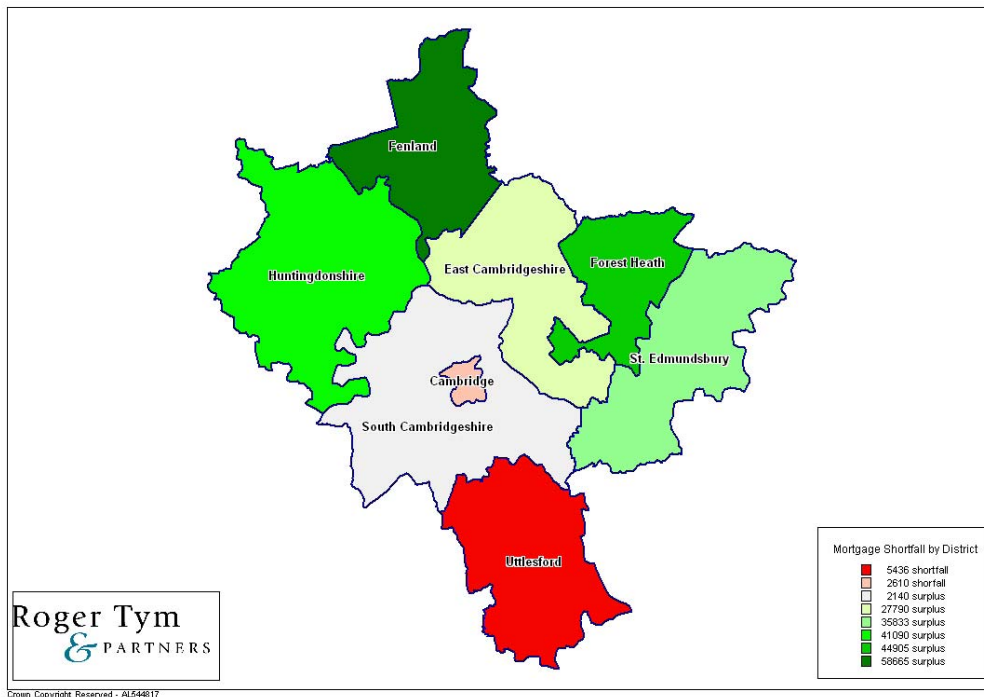 Fenland
Huntingdonshire
East Cambridgeshire
Forest Heath
St. Edmundsbury
Cambridge
South Cambridgeshire
Uttlesford
Mortgage Shortfall by District
5436 shortfall
2610 shorfall
2140 surplus
27790 surplus
35833 surplus
41090 surplus
44905 surplus
58665 surplus
Roger Tym
& PARTNERS
Crown Copyright Reserved - AL544817